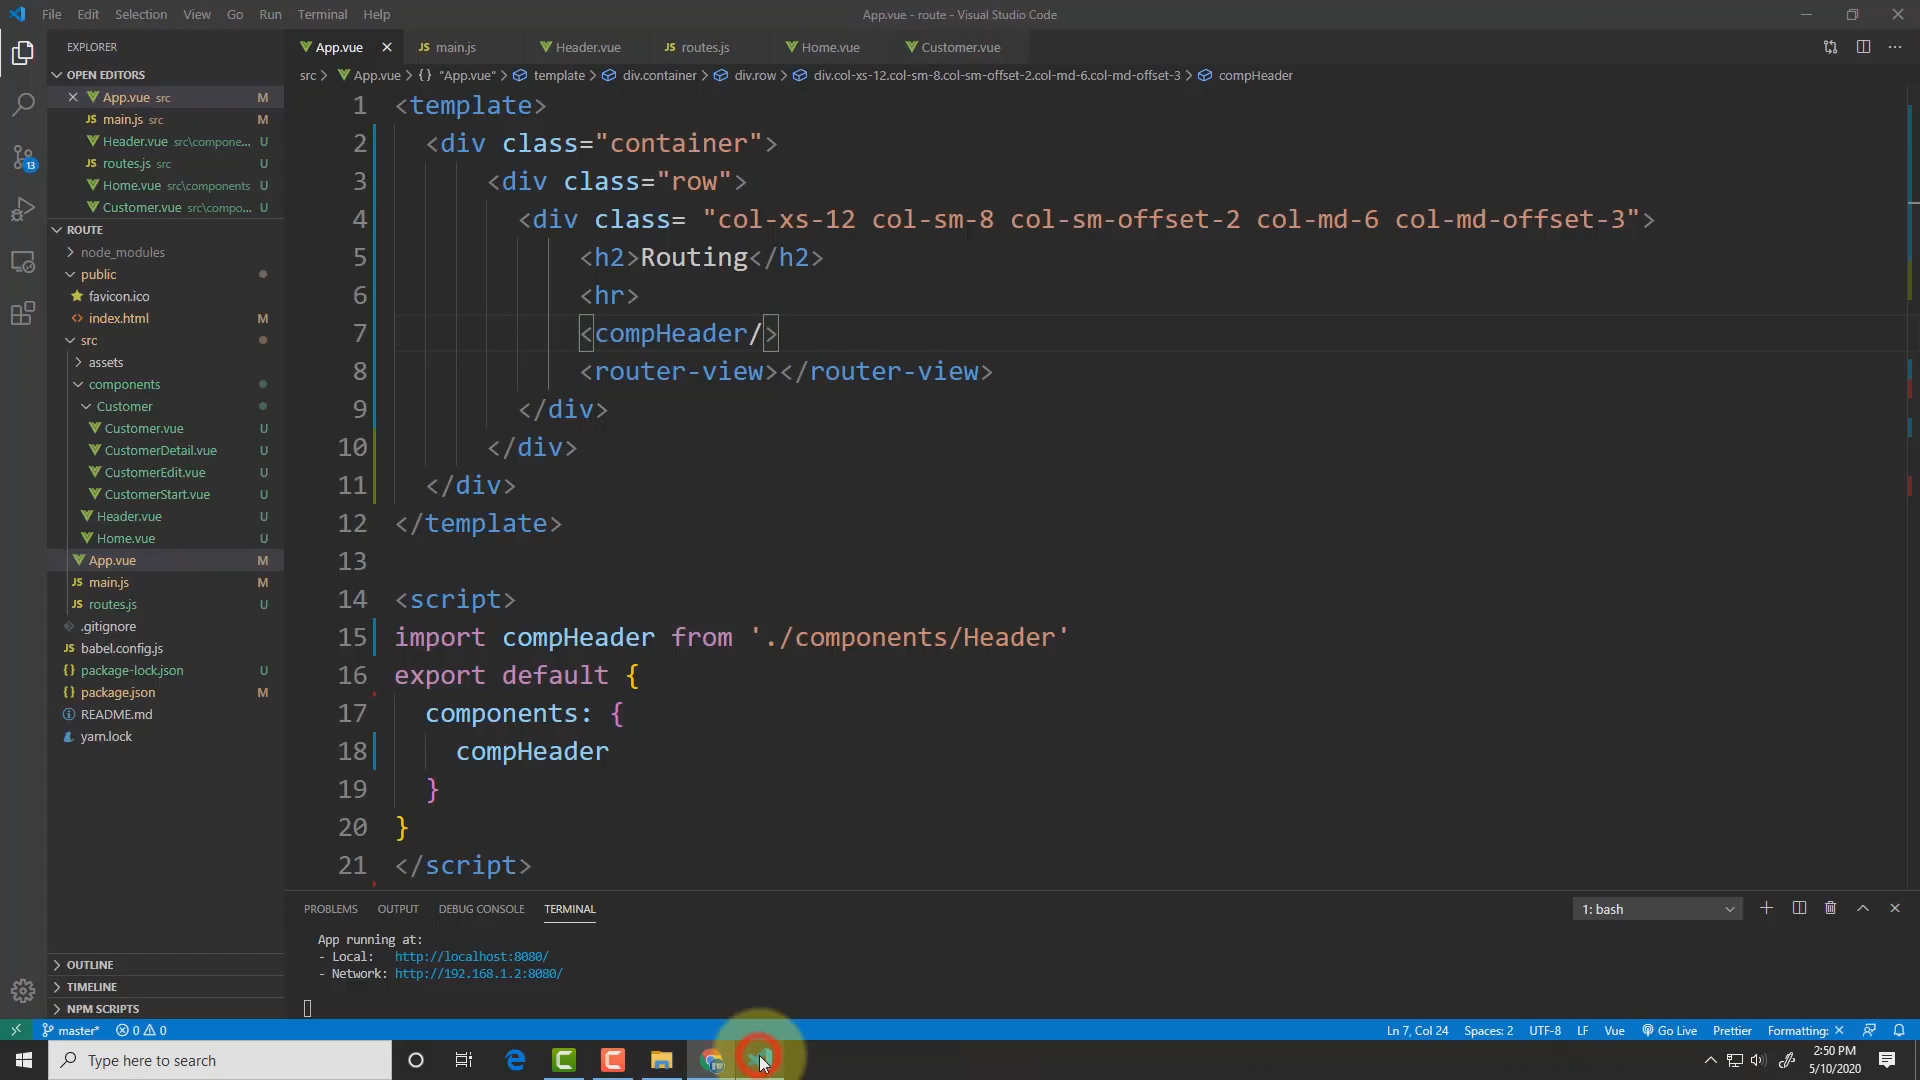 File Edit Selection View Go Run Terminal Help
App.vue - route - Visual Studio Code
EXPLORER
App.vue
JS main.js
Header.vue
JS routes.js
Home.vue
Customer.vue
OPEN EDITORS
src > App.vue > {} "App.vue" > template > div.container > div.row > div.col-xs-12.col-sm-8.col-sm-offset-2.col-md-6.col-md-offset-3 > compHeader
App.vue src M
JS main.js src M
Header.vue src\compone... U
JS routes.js src U
Home.vue src\components U
Customer.vue src\compo... U
ROUTE
node_modules
public
favicon.ico
index.html M
src
assets
components
Customer
Customer.vue U
CustomerDetail.vue U
CustomerEdit.vue U
CustomerStart.vue U
Header.vue U
Home.vue U
App.vue M
JS main.js M
JS routes.js U
.gitignore
JS babel.config.js
{} package-lock.json U
{} package.json M
README.md
yarn.lock
OUTLINE
TIMELINE
NPM SCRIPTS
13
1 <template>
2 <div class="container">
3 <div class="row">
4 <div class= "col-xs-12 col-sm-8 col-sm-offset-2 col-md-6 col-md-offset-3">
5 <h2>Routing</h2>
6 <hr>
7 <compHeader/>
8 <router-view></router-view>
9 </div>
10 </div>
11 </div>
12 </template>
13
14 <script>
15 import compHeader from './components/Header'
16 export default {
17 components: {
18 compHeader
19 }
20 }
21 </script>
PROBLEMS OUTPUT DEBUG CONSOLE TERMINAL
1: bash
App running at:
- Local: http://localhost:8080/
- Network: http://192.168.1.2:8080/
master* 0 0
Ln 7, Col 24 Spaces: 2 UTF-8 LF Vue Go Live Prettier Formatting: ×
Type here to search
2:50 PM
5/10/2020